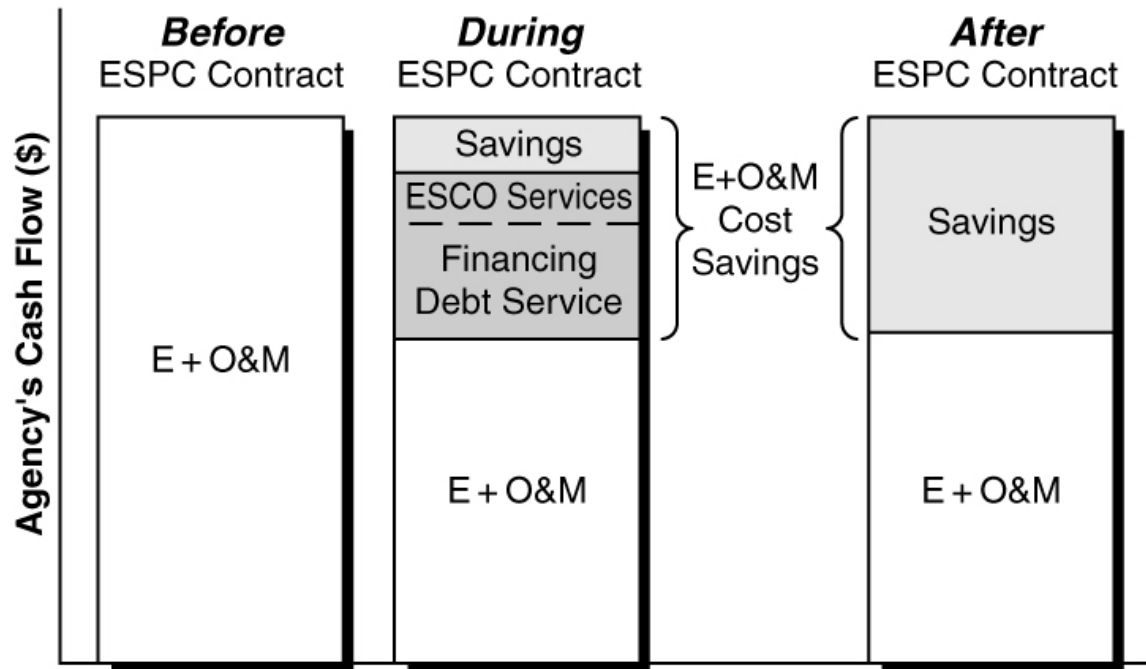 Before
ESPC Contract
During
ESPC Contract
After
ESPC Contract
Agency's Cash Flow ($)
E + O&M
Savings
ESCO Services
Financing
Debt Service
E + O&M
E+O&M
Cost
Savings
Savings
E + O&M